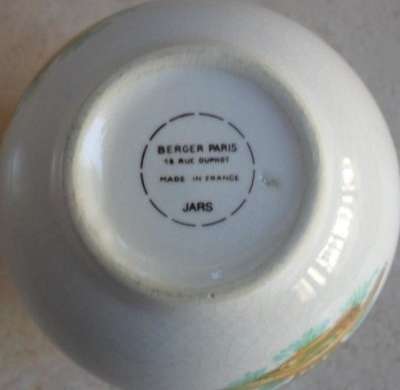 BERGER PARIS
18 RUE DUPHOT
MADE IN FRANCE
JARS